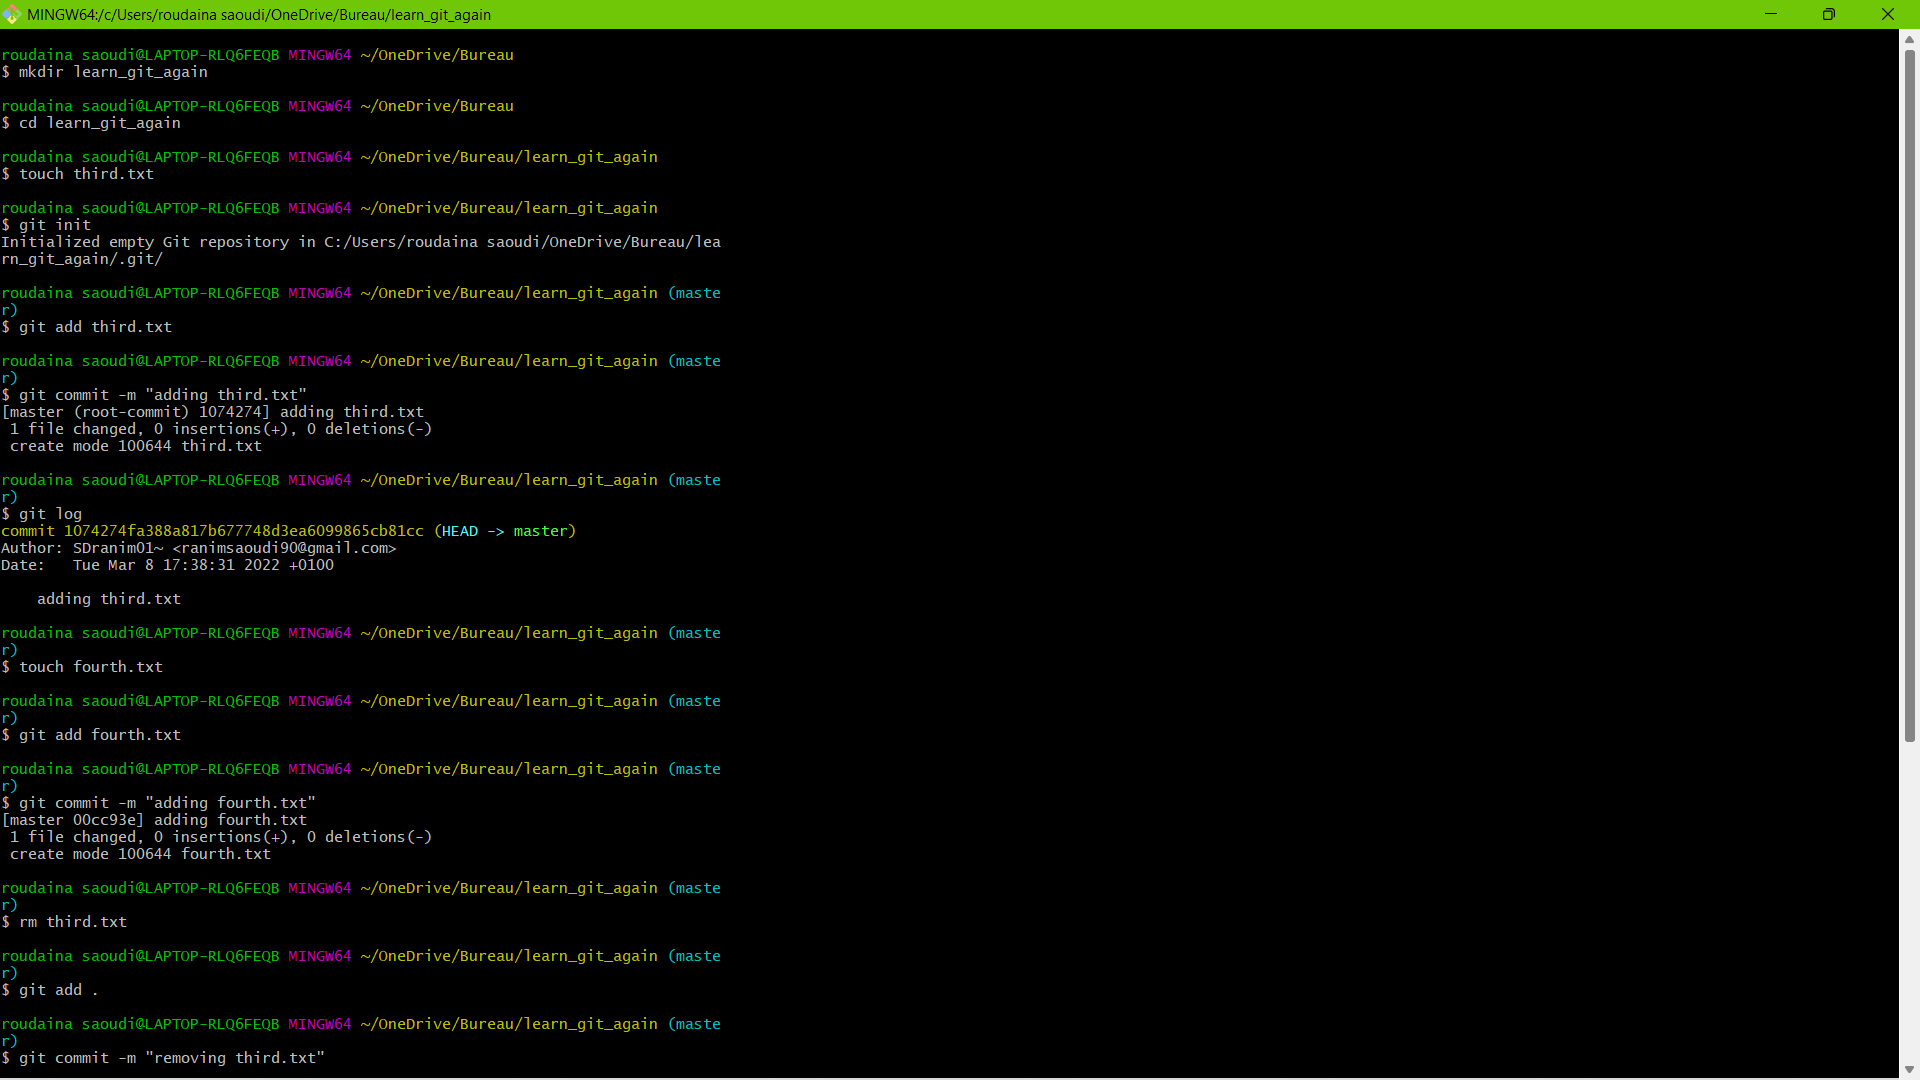 MINGW64:/c/Users/roudaina saoudi/OneDrive/Bureau/learn_git_again
roudaina saoudi@LAPTOP-RLQ6FEQB MINGW64 ~/OneDrive/Bureau
$ mkdir learn_git_again
roudaina saoudi@LAPTOP-RLQ6FEQB MINGW64 ~/OneDrive/Bureau
$ cd learn_git_again
roudaina saoudi@LAPTOP-RLQ6FEQB MINGW64 ~/OneDrive/Bureau/learn_git_again
$ touch third.txt
roudaina saoudi@LAPTOP-RLQ6FEQB MINGW64 ~/OneDrive/Bureau/learn_git_again
$ git init
Initialized empty Git repository in C:/Users/roudaina saoudi/OneDrive/Bureau/lea
rn_git_again/.git/
roudaina saoudi@LAPTOP-RLQ6FEQB MINGW64 ~/OneDrive/Bureau/learn_git_again (maste
r)
$ git add third.txt
roudaina saoudi@LAPTOP-RLQ6FEQB MINGW64 ~/OneDrive/Bureau/learn_git_again (maste
r)
$ git commit -m "adding third.txt"
[master (root-commit) 1074274] adding third.txt
 1 file changed, 0 insertions(+), 0 deletions(-)
 create mode 100644 third.txt
roudaina saoudi@LAPTOP-RLQ6FEQB MINGW64 ~/OneDrive/Bureau/learn_git_again (maste
r)
$ git log
commit 1074274fa388a817b677748d3ea6099865cb81cc (HEAD -> master)
Author: SDranim01~ <ranimsaoudi90@gmail.com>
Date:   Tue Mar 8 17:38:31 2022 +0100
    adding third.txt
roudaina saoudi@LAPTOP-RLQ6FEQB MINGW64 ~/OneDrive/Bureau/learn_git_again (maste
r)
$ touch fourth.txt
roudaina saoudi@LAPTOP-RLQ6FEQB MINGW64 ~/OneDrive/Bureau/learn_git_again (maste
r)
$ git add fourth.txt
roudaina saoudi@LAPTOP-RLQ6FEQB MINGW64 ~/OneDrive/Bureau/learn_git_again (maste
r)
$ git commit -m "adding fourth.txt"
[master 00cc93e] adding fourth.txt
 1 file changed, 0 insertions(+), 0 deletions(-)
 create mode 100644 fourth.txt
roudaina saoudi@LAPTOP-RLQ6FEQB MINGW64 ~/OneDrive/Bureau/learn_git_again (maste
r)
$ rm third.txt
roudaina saoudi@LAPTOP-RLQ6FEQB MINGW64 ~/OneDrive/Bureau/learn_git_again (maste
r)
$ git add .
roudaina saoudi@LAPTOP-RLQ6FEQB MINGW64 ~/OneDrive/Bureau/learn_git_again (maste
r)
$ git commit -m "removing third.txt"